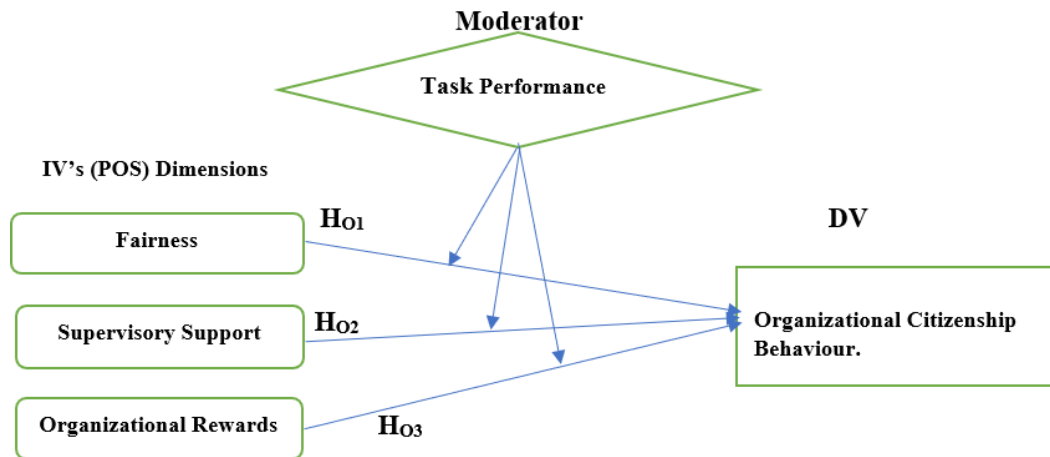 Moderator
Task Performance
IV's (POS) Dimensions
Fairness
HO1
DV
Supervisory Support
HO2
Organizational Citizenship
Behaviour.
Organizational Rewards
HO3